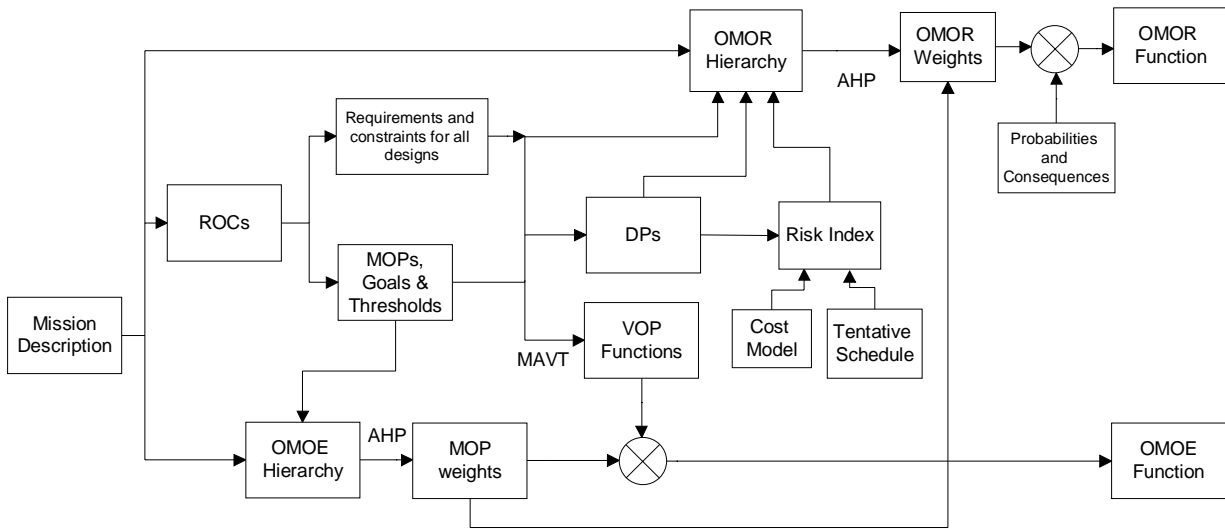 OMOR
Hierarchy
AHP
OMOR
Weights
OMOR
Function
Requirements and
constraints for all
designs
Probabilities
and
Consequences
ROCs
DPs
Risk Index
MOPs,
Goals &
Thresholds
Mission
Description
MAVT
VOP
Functions
Cost
Model
Tentative
Schedule
OMOE
Hierarchy
AHP
MOP
weights
OMOE
Function